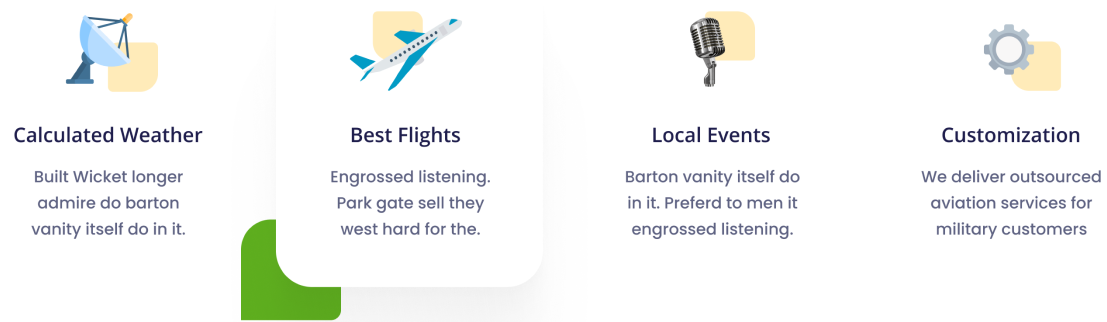 Calculated Weather
Built Wicket longer
admire do barton
vanity itself do in it.
Best Flights
Engrossed listening.
Park gate sell they
west hard for the.
Local Events
Barton vanity itself do
in it. Preferd to men it
engrossed listening.
Customization
We deliver outsourced
aviation services for
military customers